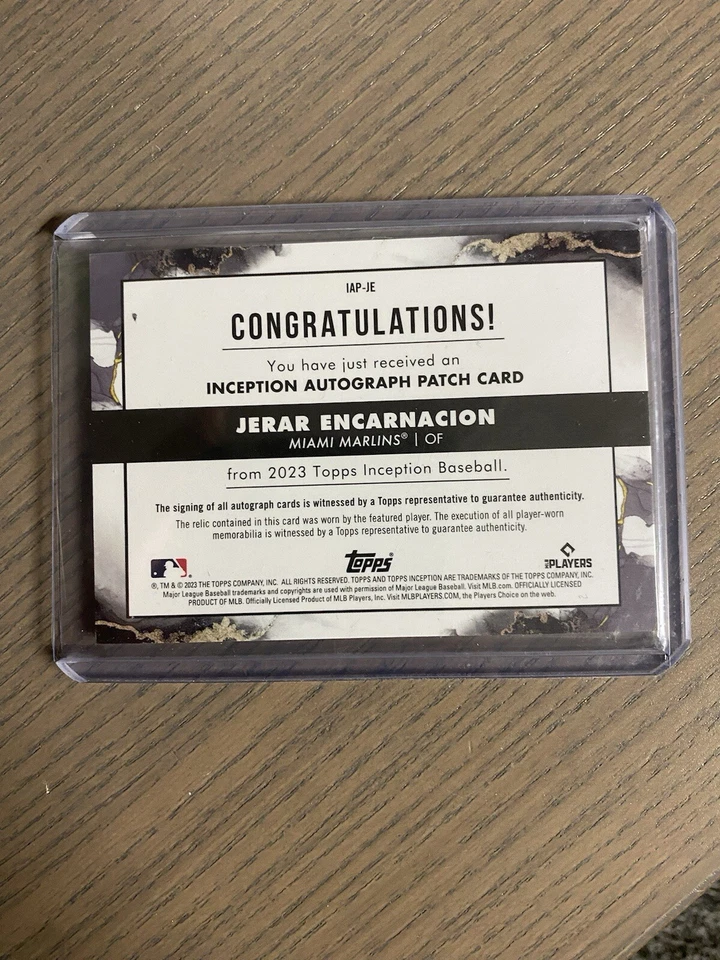 IAP-JE
CONGRATULATIONS!
You have just received an
INCEPTION AUTOGRAPH PATCH CARD
JERAR ENCARNACION
MIAMI MARLINS® | OF
from 2023 Topps Inception Baseball.
The signing of all autograph cards is witnessed by a Topps representative to guarantee authenticity.
The relic contained in this card was worn by the featured player. The execution of all player-worn
memorabilia is witnessed by a Topps representative to guarantee authenticity.
topps®
MLB PLAYERS
®, TM & © 2023 THE TOPPS COMPANY, INC. ALL RIGHTS RESERVED. TOPPS AND TOPPS INCEPTION ARE TRADEMARKS OF THE TOPPS COMPANY, INC.
Major League Baseball trademarks and copyrights are used with permission of Major League Baseball. Visit MLB.com. OFFICIALLY LICENSED
PRODUCT OF MLB. Officially Licensed Product of MLB Players, Inc. Visit MLBPLAYERS.COM, the Players Choice on the web.